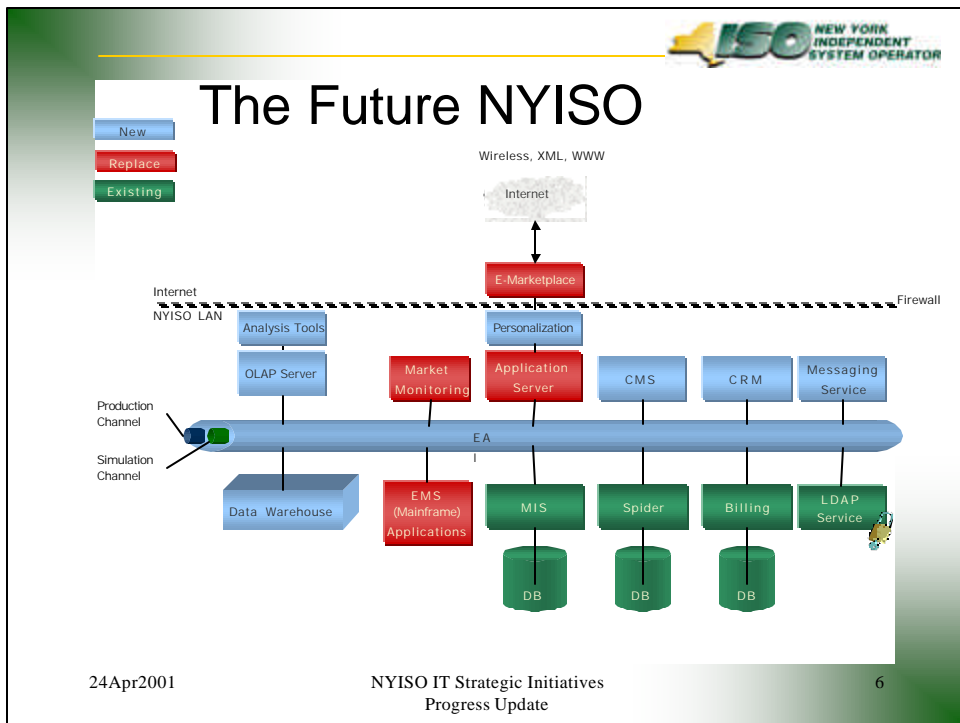 NEW YORK
INDEPENDENT
SYSTEM OPERATOR
ISO
The Future NYISO
New
Replace
Existing
Wireless, XML, WWW
Internet
E-Marketplace
Internet
Firewall
NYISO LAN
Analysis Tools
Personalization
OLAP Server
Market
Monitoring
Application
Server
CMS
CRM
Messaging
Service
Production
Channel
EA
I
Simulation
Channel
Data Warehouse
EMS
(Mainframe)
Applications
MIS
Spider
Billing
LDAP
Service
DB
DB
DB
24Apr2001
NYISO IT Strategic Initiatives
Progress Update
6